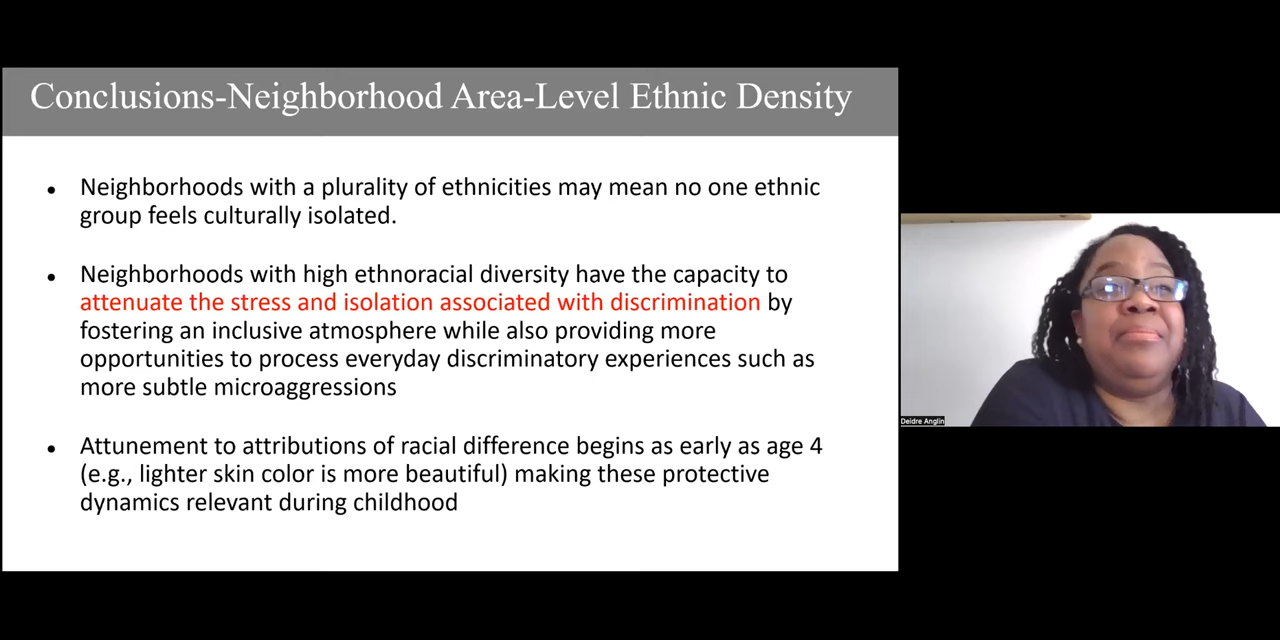 Conclusions-Neighborhood Area-Level Ethnic Density
• Neighborhoods with a plurality of ethnicities may mean no one ethnic
group feels culturally isolated.
• Neighborhoods with high ethnoracial diversity have the capacity to
attenuate the stress and isolation associated with discrimination by
fostering an inclusive atmosphere while also providing more
opportunities to process everyday discriminatory experiences such as
more subtle microaggressions
• Attunement to attributions of racial difference begins as early as age 4
(e.g., lighter skin color is more beautiful) making these protective
dynamics relevant during childhood
Deidre Anglin